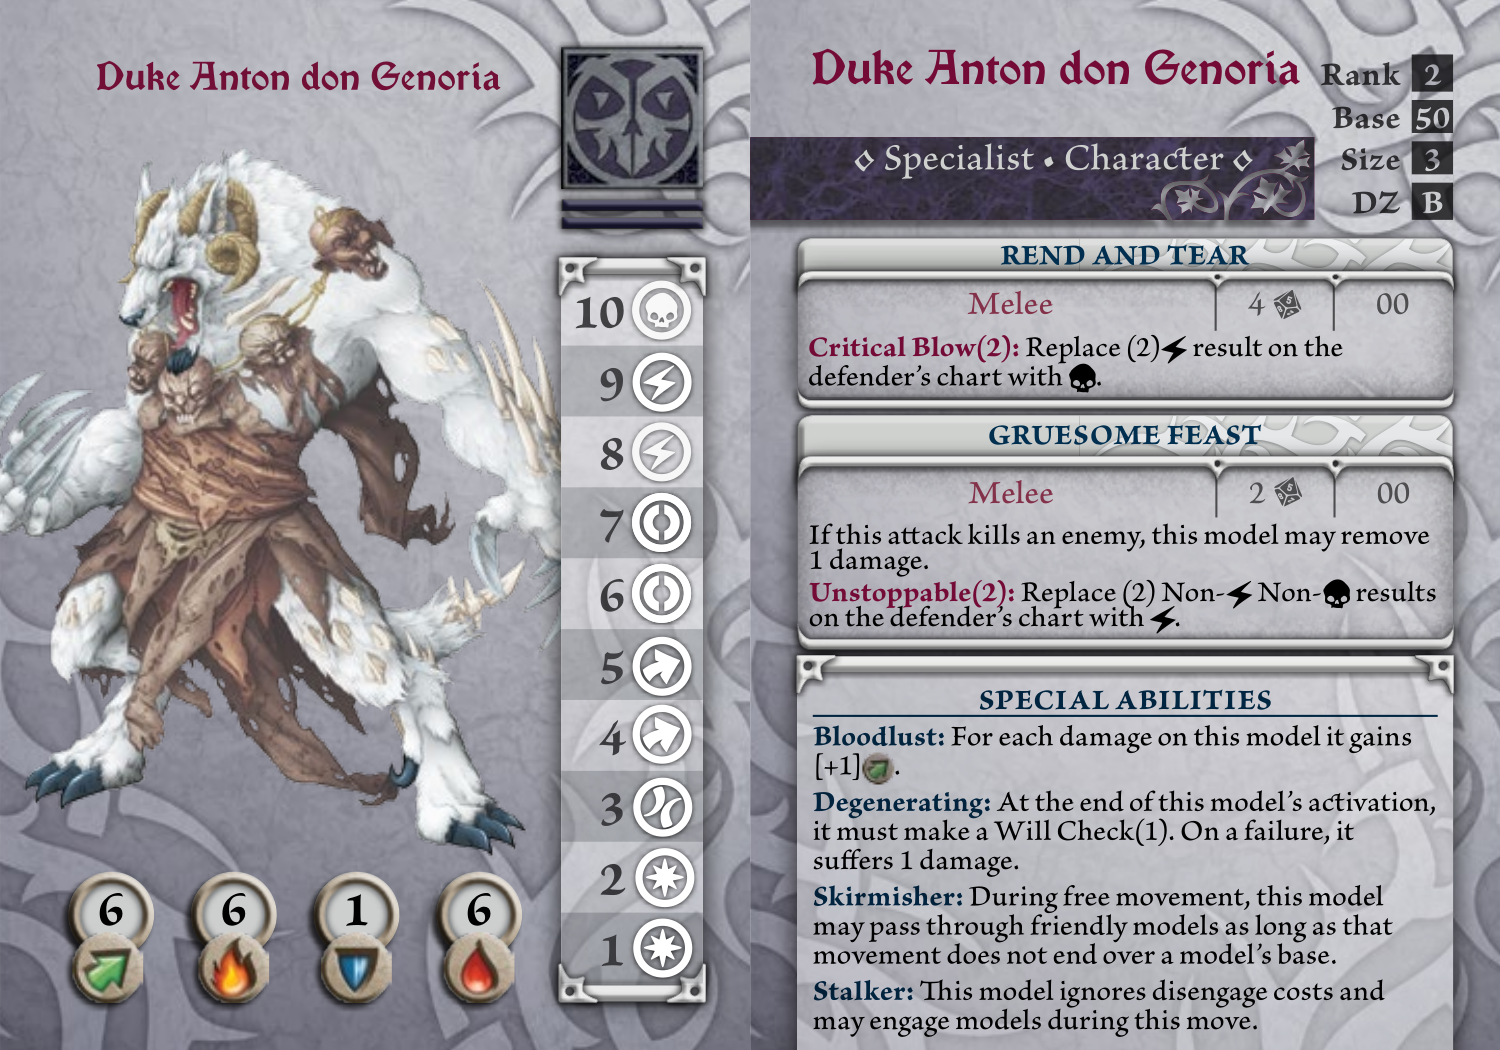 Duke Anton don Genoria
10
9
8
7
6
5
4
3
2
1
6 6 1 6
Duke Anton don Genoria
Rank 2
Base 50
Size 3
DZ B
Specialist • Character
REND AND TEAR
Melee 4 00
Critical Blow(2): Replace (2) result on the
defender's chart with .
GRUESOME FEAST
Melee 2 00
If this attack kills an enemy, this model may remove
1 damage.
Unstoppable(2): Replace (2) Non- Non- results
on the defender's chart with .
SPECIAL ABILITIES
Bloodlust: For each damage on this model it gains
[+1] .
Degenerating: At the end of this model's activation,
it must make a Will Check(1). On a failure, it
suffers 1 damage.
Skirmisher: During free movement, this model
may pass through friendly models as long as that
movement does not end over a model's base.
Stalker: This model ignores disengage costs and
may engage models during this move.